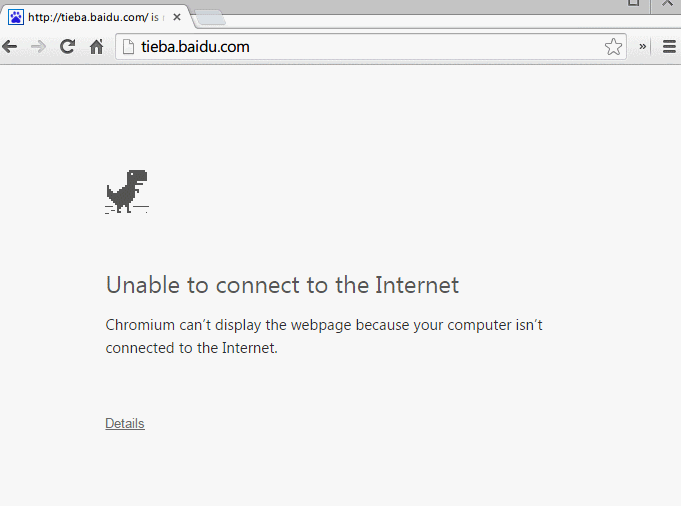 http://tieba.baidu.com/ is
tieba.baidu.com
»
Unable to connect to the Internet
Chromium can’t display the webpage because your computer isn’t
connected to the Internet.
Details